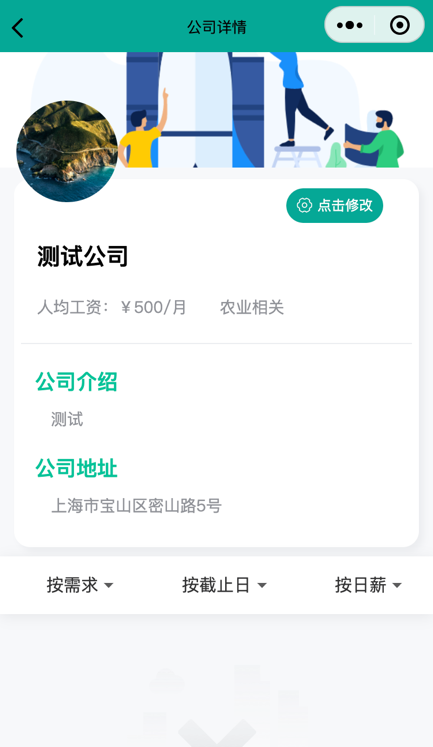 公司详情
点击修改
测试公司
人均工资：￥500/月 农业相关
公司介绍
测试
公司地址
上海市宝山区密山路5号
按需求 按截止日 按日薪